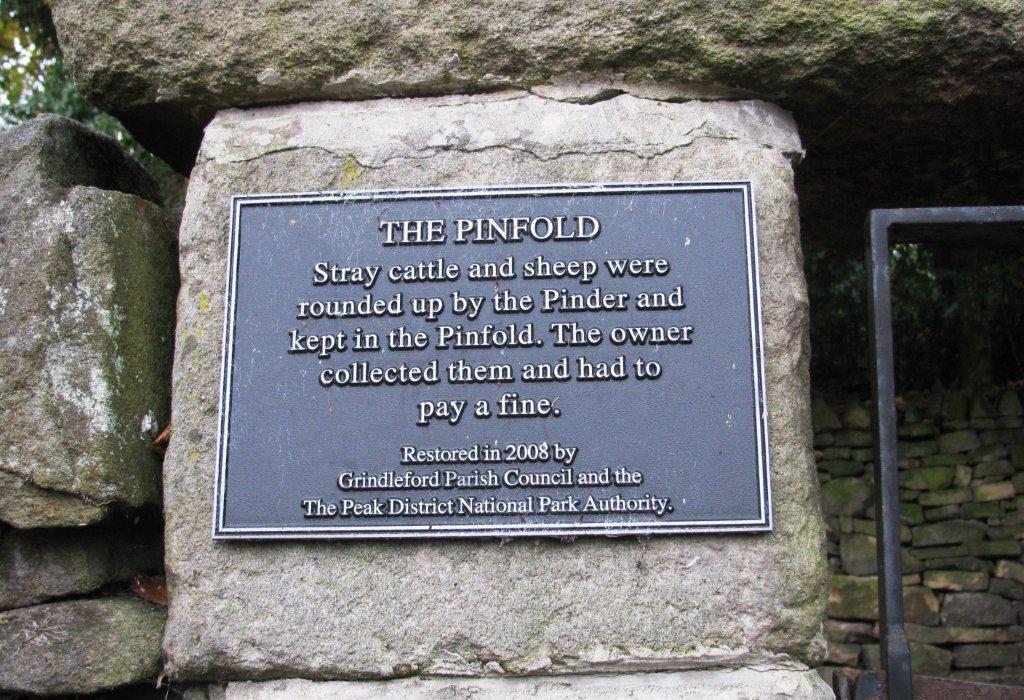 THE PINFOLD
Stray cattle and sheep were
rounded up by the Pinder and
kept in the Pinfold. The owner
collected them and had to
pay a fine.
Restored in 2008 by
Grindleford Parish Council and the
The Peak District National Park Authority.